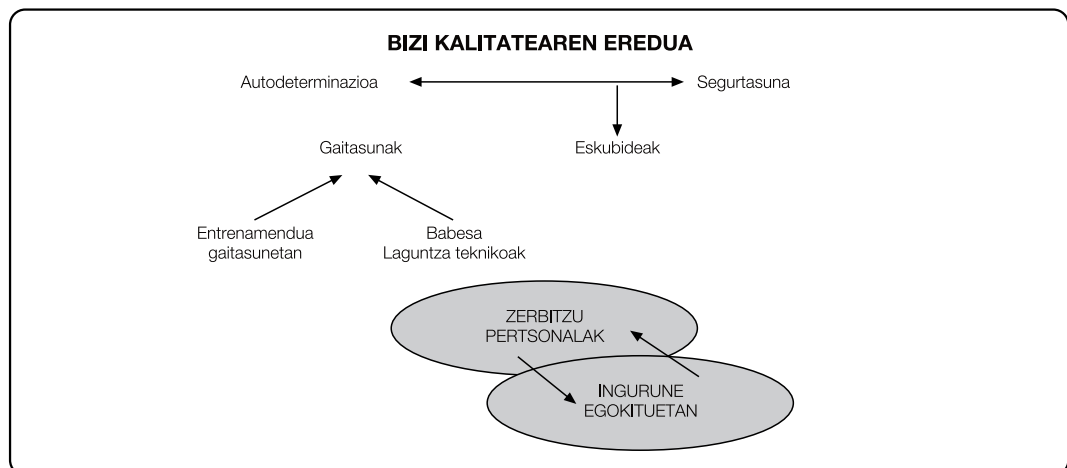 BIZI KALITATEAREN EREDUA
Autodeterminazioa
Segurtasuna
Gaitasunak
Eskubideak
Entrenamendua
gaitasunetan
Babesa
Laguntza teknikoak
ZERBITZU
PERTSONALAK
INGURUNE
EGOKITUETAN